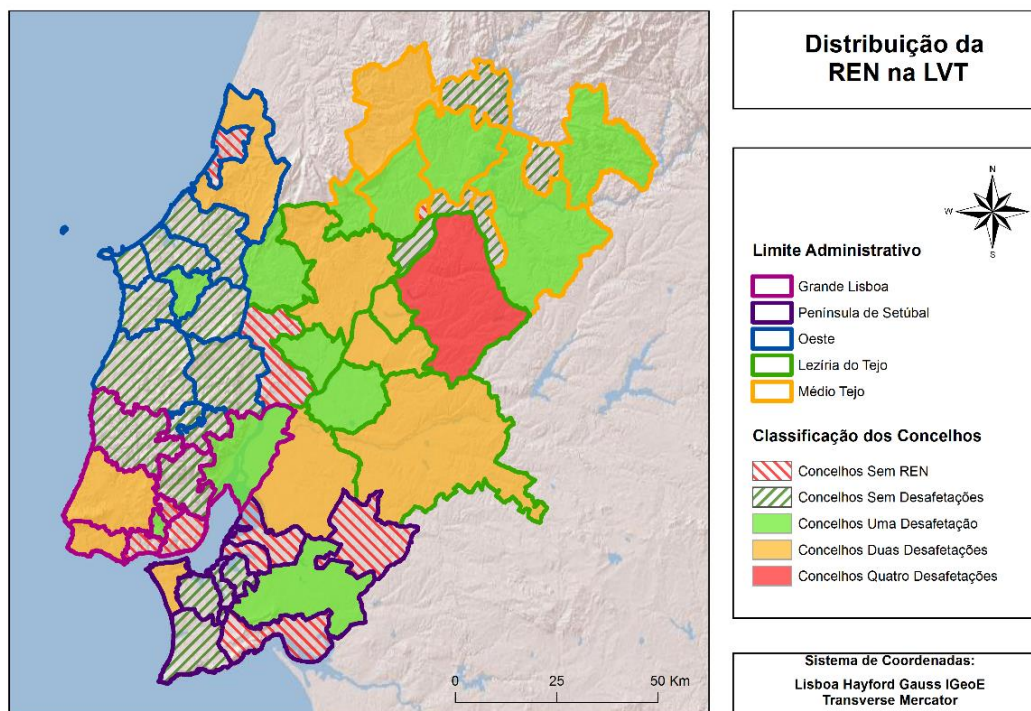 Distribuição da
REN na LVT
N
W
S
Limite Administrativo
Grande Lisboa
Península de Setúbal
Oeste
Lezíria do Tejo
Médio Tejo
Classificação dos Concelhos
Concelhos Sem REN
Concelhos Sem Desafetações
Concelhos Uma Desafetação
Concelhos Duas Desafetações
Concelhos Quatro Desafetações
0 25 50 Km
Sistema de Coordenadas:
Lisboa Hayford Gauss IGeoE
Transverse Mercator